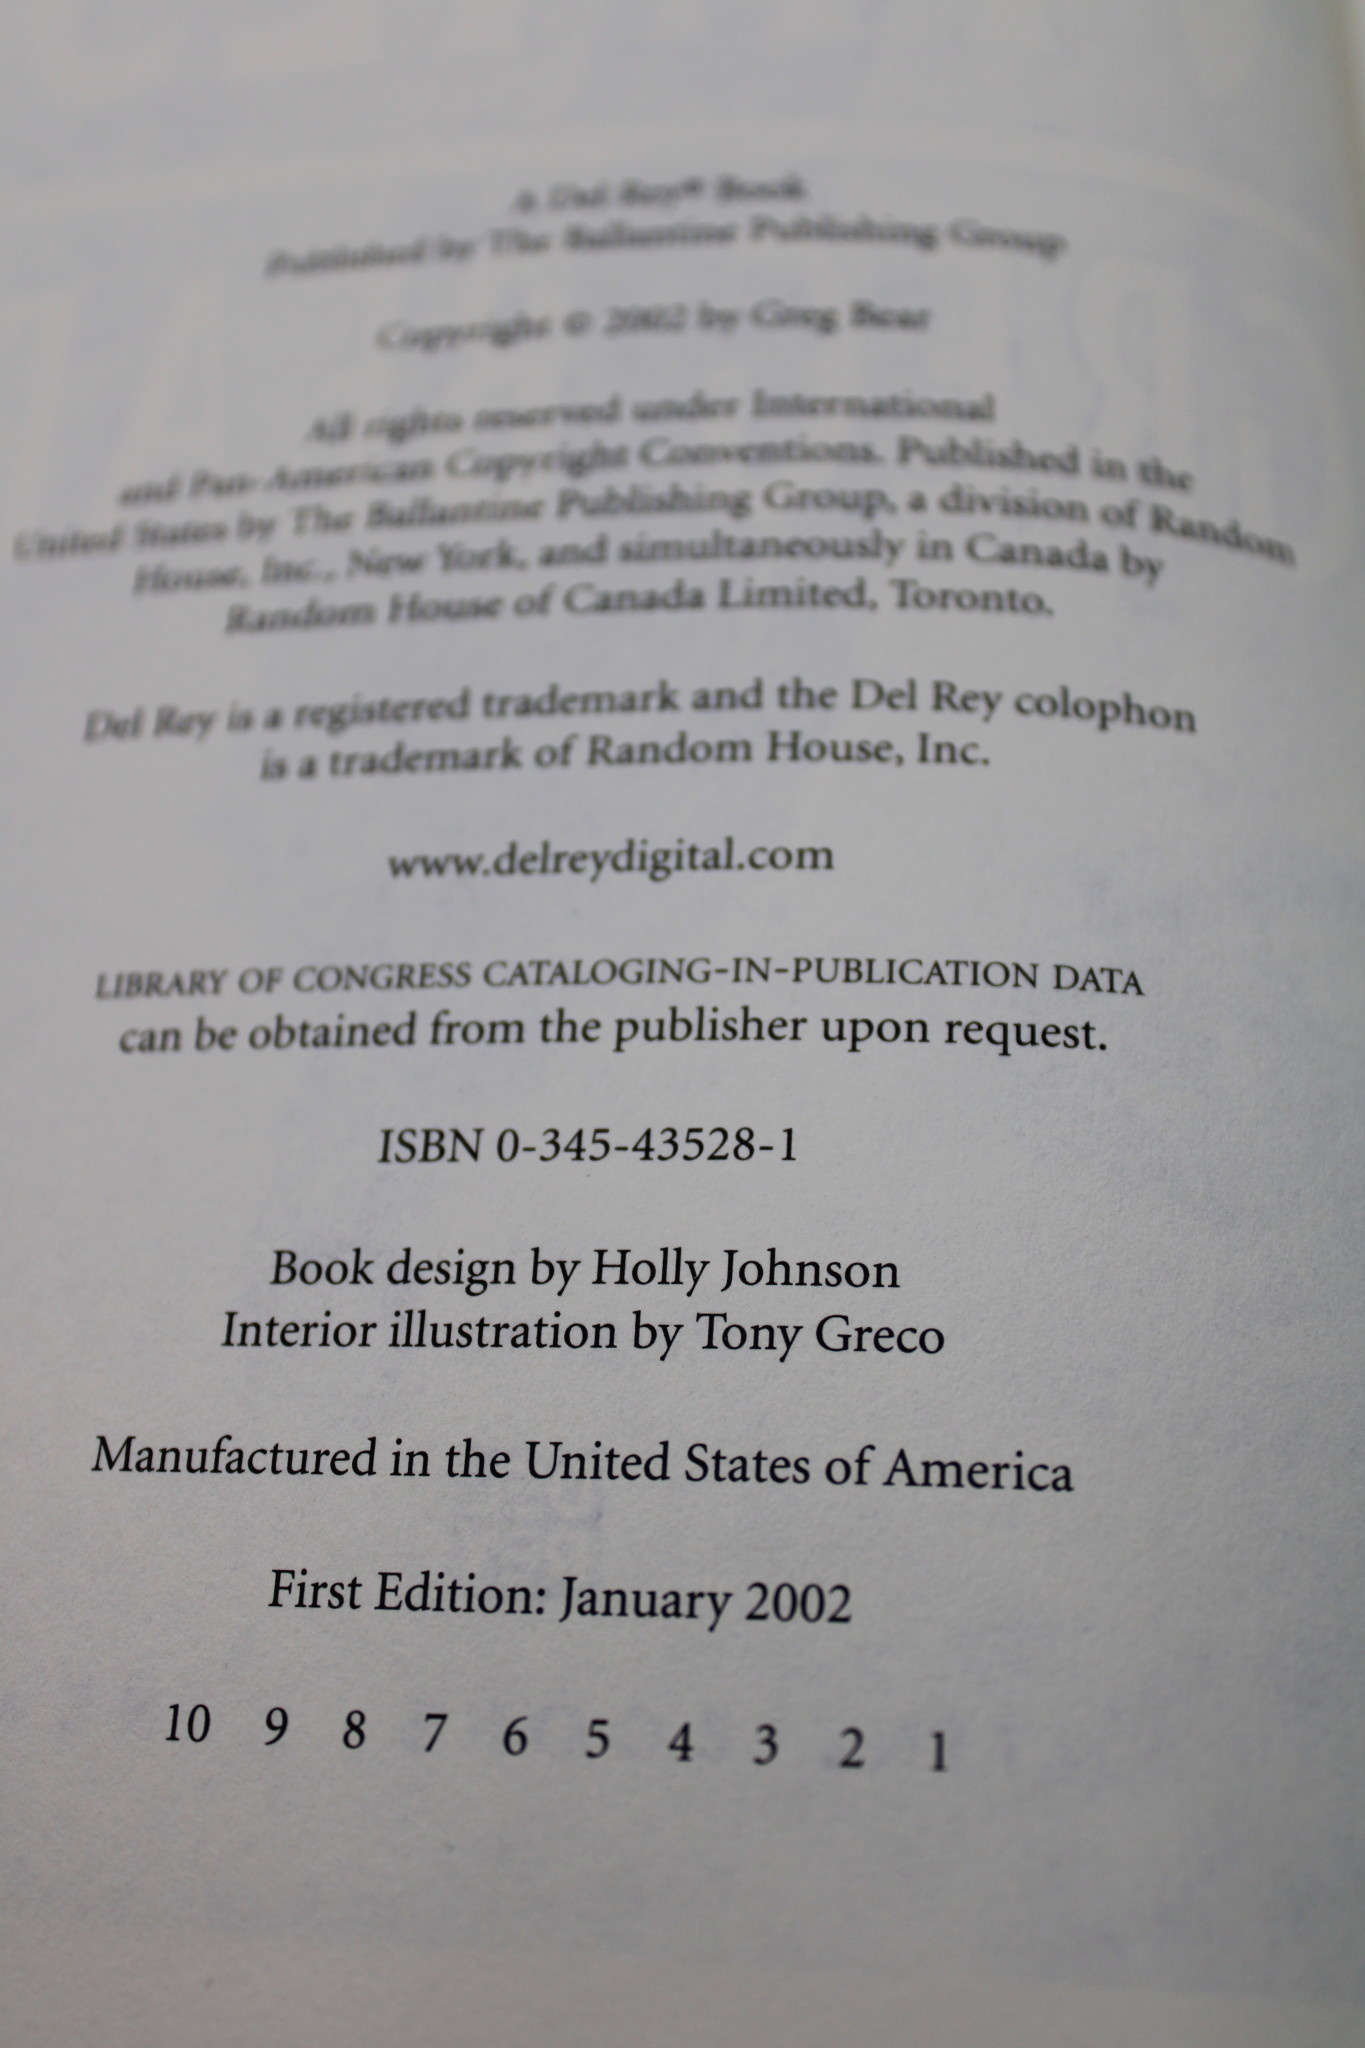 A Del Rey® Book
Published by The Ballantine Publishing Group
Copyright © 2002 by Greg Bear
All rights reserved under International
and Pan-American Copyright Conventions. Published in the
United States by The Ballantine Publishing Group, a division of Random
House, Inc., New York, and simultaneously in Canada by
Random House of Canada Limited, Toronto.
Del Rey is a registered trademark and the Del Rey colophon
is a trademark of Random House, Inc.
www.delreydigital.com
LIBRARY OF CONGRESS CATALOGING-IN-PUBLICATION DATA
can be obtained from the publisher upon request.
ISBN 0-345-43528-1
Book design by Holly Johnson
Interior illustration by Tony Greco
Manufactured in the United States of America
First Edition: January 2002
10 9 8 7 6 5 4 3 2 1